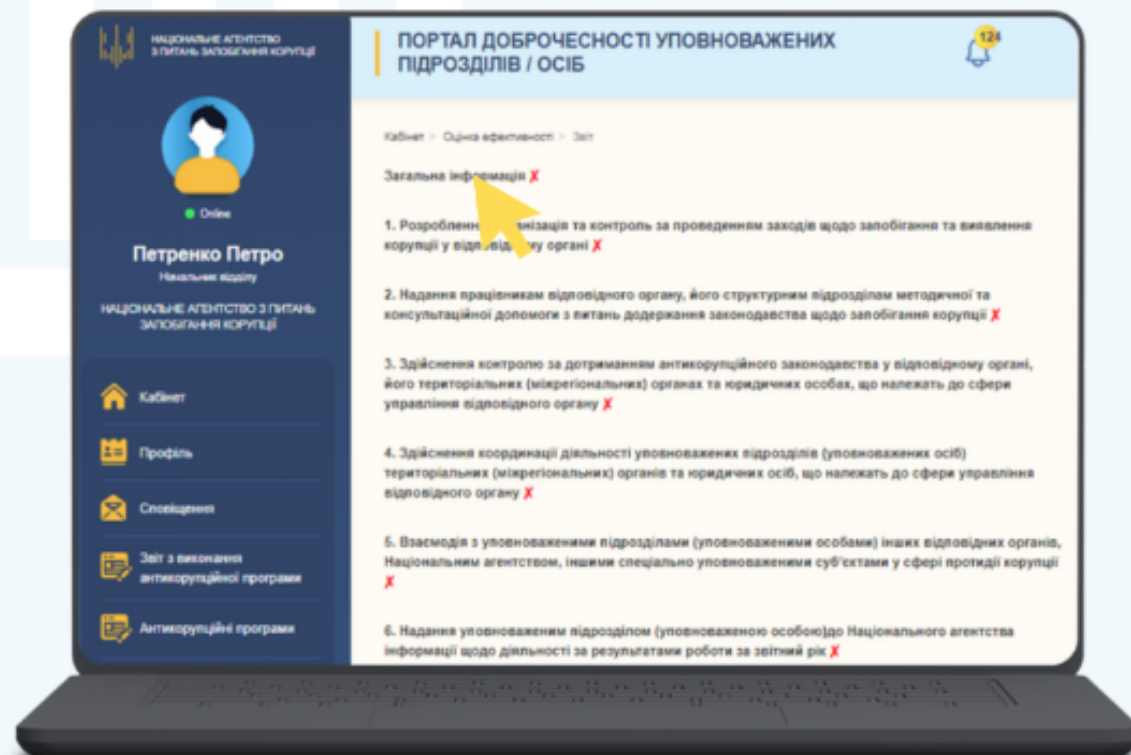 НАЦІОНАЛЬНЕ АГЕНТСТВО
З ПИТАНЬ ЗАПОБІГАННЯ КОРУПЦІЇ
ПОРТАЛ ДОБРОЧЕСНОСТІ УПОВНОВАЖЕНИХ
ПІДРОЗДІЛІВ / ОСІБ
124
Online
Петренко Петро
Начальник відділу
НАЦІОНАЛЬНЕ АГЕНТСТВО З ПИТАНЬ
ЗАПОБІГАННЯ КОРУПЦІЇ
Кабінет
Профіль
Сповіщення
Звіт з виконання
антикорупційної програми
Антикорупційні програми
Кабінет > Оцінка ефективності > Звіт
Загальна інформація ✗
1. Розроблення, організація та контроль за проведенням заходів щодо запобігання та виявлення
корупції у відповідному органі ✗
2. Надання працівникам відповідного органу, його структурним підрозділам методичної та
консультаційної допомоги з питань додержання законодавства щодо запобігання корупції ✗
3. Здійснення контролю за дотриманням антикорупційного законодавства у відповідному органі,
його територіальних (міжрегіональних) органах та юридичних особах, що належать до сфери
управління відповідного органу ✗
4. Здійснення координації діяльності уповноважених підрозділів (уповноважених осіб)
територіальних (міжрегіональних) органів та юридичних осіб, що належать до сфери управління
відповідного органу ✗
5. Взаємодія з уповноваженими підрозділами (уповноваженими особами) інших відповідних органів,
Національним агентством, іншими спеціально уповноваженими суб'єктами у сфері протидії корупції
✗
6. Надання уповноваженим підрозділом (уповноваженою особою)до Національного агентства
інформації щодо діяльності за результатами роботи за звітний рік ✗